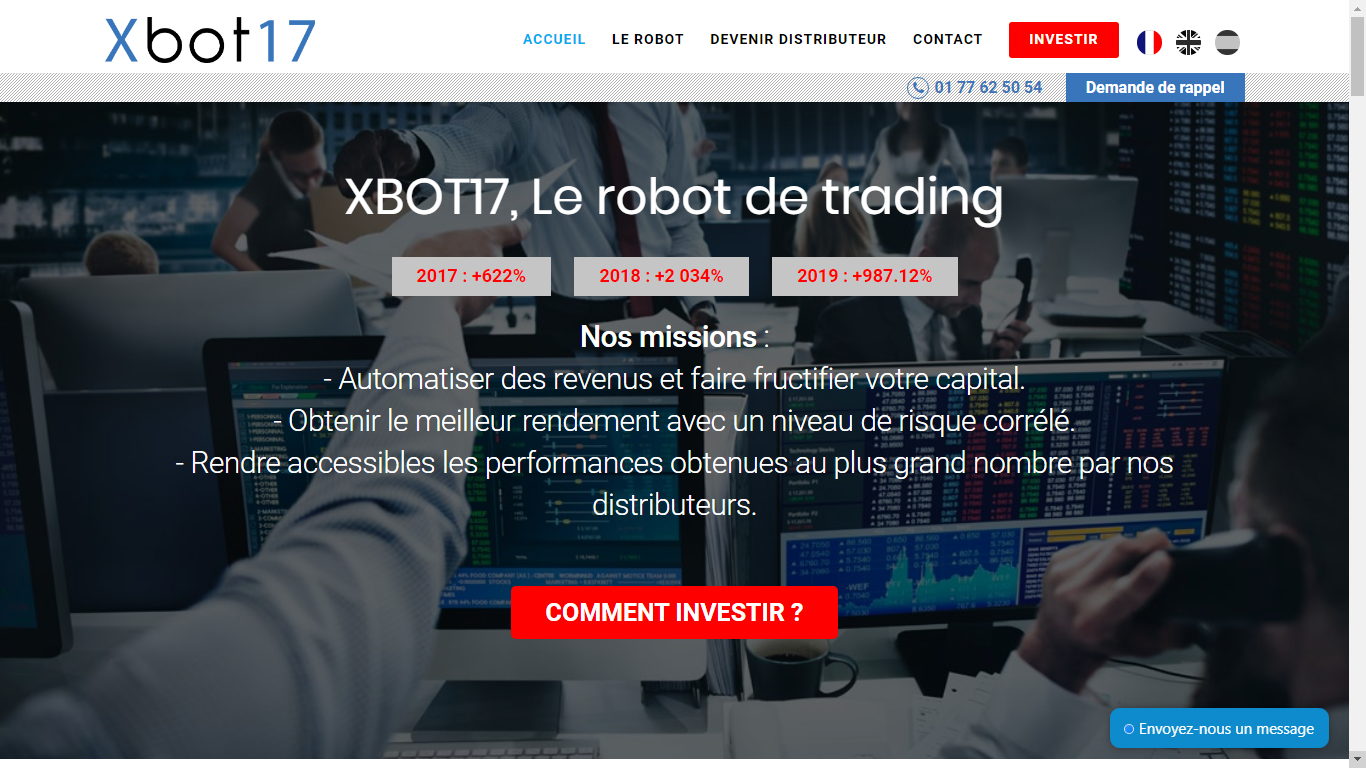 Xbot17
ACCUEIL LE ROBOT DEVENIR DISTRIBUTEUR CONTACT INVESTIR
01 77 62 50 54 Demande de rappel
XBOT17, Le robot de trading
2017 : +622% 2018 : +2 034% 2019 : +987.12%
Nos missions :
- Automatiser des revenus et faire fructifier votre capital.
- Obtenir le meilleur rendement avec un niveau de risque corrélé.
- Rendre accessibles les performances obtenues au plus grand nombre par nos
distributeurs.
COMMENT INVESTIR ?
Envoyez-nous un message